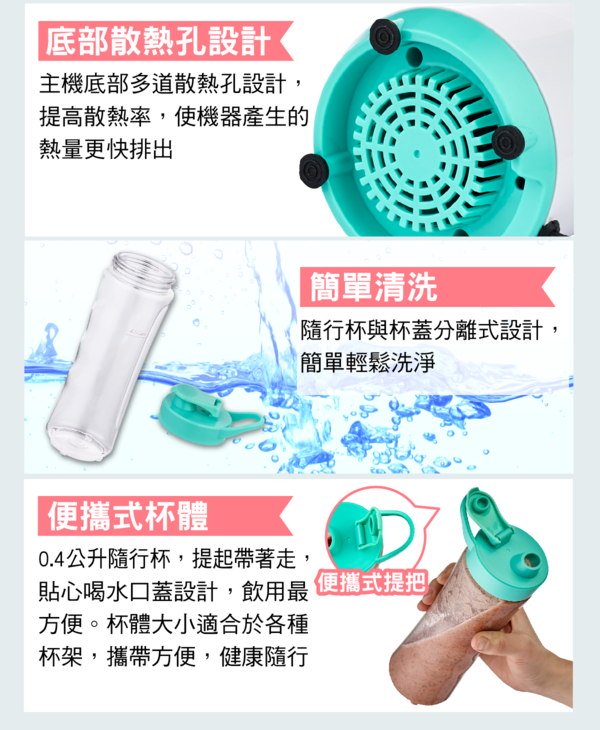 底部散熱孔設計
主機底部多道散熱孔設計，
提高散熱率，使機器產生的
熱量更快排出
簡單清洗
隨行杯與杯蓋分離式設計，
簡單輕鬆洗淨
便攜式杯體
0.4公升隨行杯，提起帶著走，
貼心喝水口蓋設計，飲用最
方便。杯體大小適合於各種
杯架，攜帶方便，健康隨行
便攜式提把